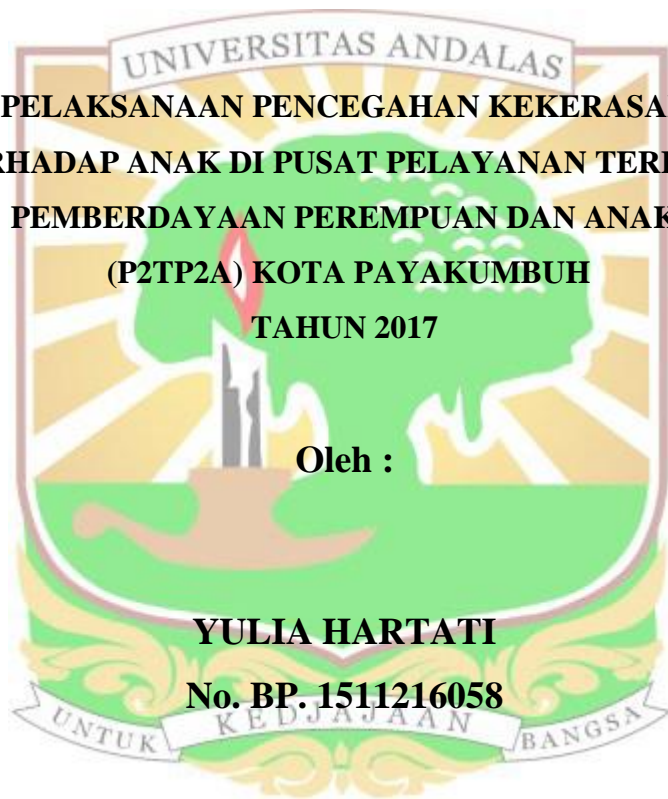 UNIVERSITAS ANDALAS
PELAKSANAAN PENCEGAHAN KEKERASA
RHADAP ANAK DI PUSAT PELAYANAN TER
PEMBERDAYAAN PEREMPUAN DAN ANAK
(P2TP2A) KOTA PAYAKUMBUH
TAHUN 2017
Oleh :
YULIA HARTATI
No. BP. 1511216058
UNTUK KEDJAJAAN BANGSA